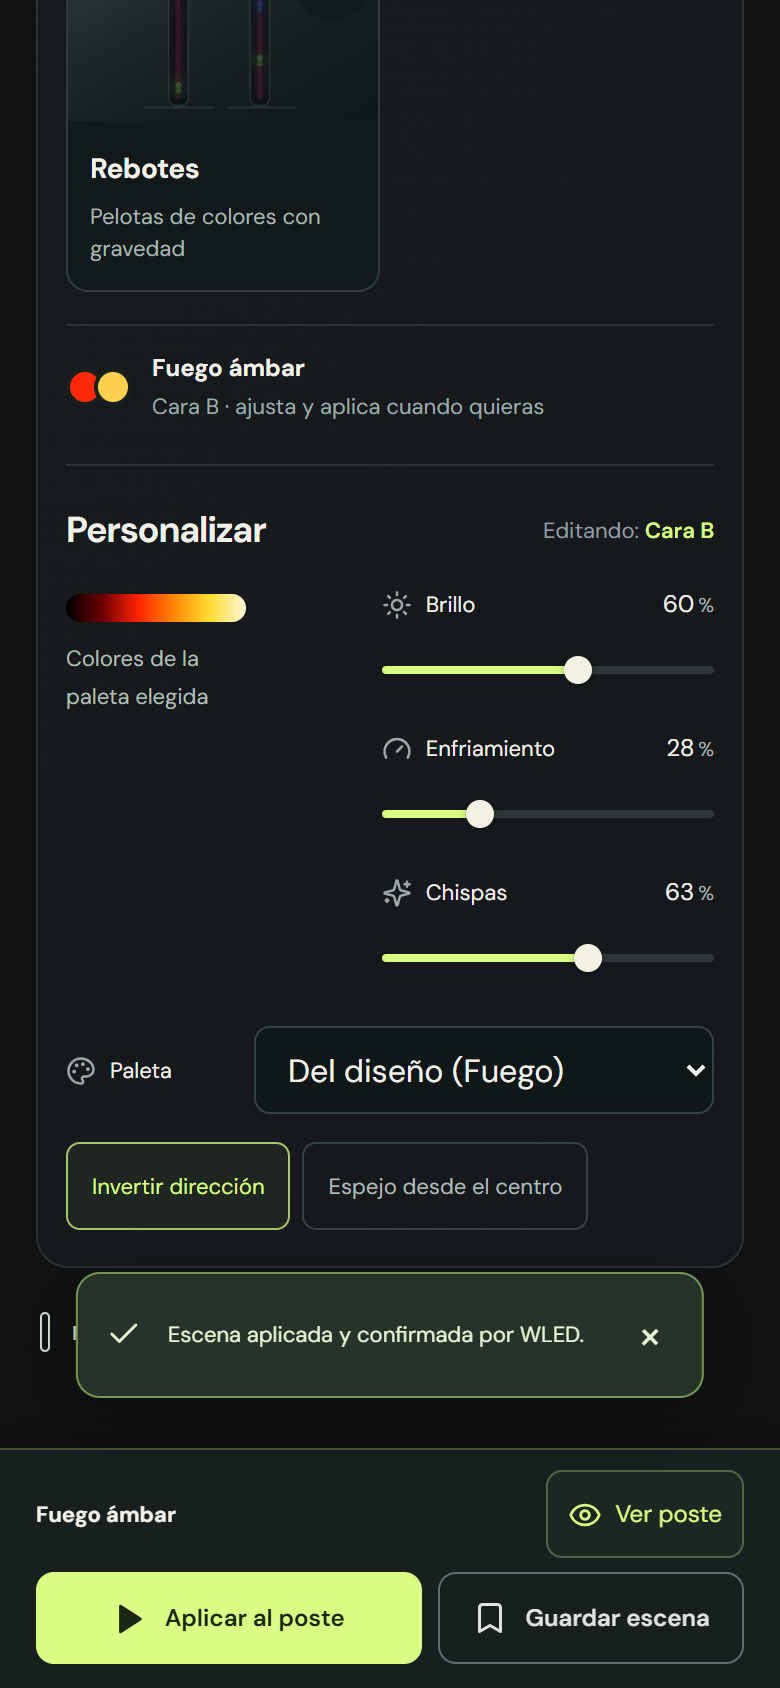 Rebotes
Pelotas de colores con
gravedad
Fuego ámbar
Cara B · ajusta y aplica cuando quieras
Personalizar
Editando: Cara B
Colores de la
paleta elegida
Brillo 60 %
Enfriamiento 28 %
Chispas 63 %
Paleta
Del diseño (Fuego)
Invertir dirección
Espejo desde el centro
Escena aplicada y confirmada por WLED.
Fuego ámbar
Ver poste
Aplicar al poste
Guardar escena